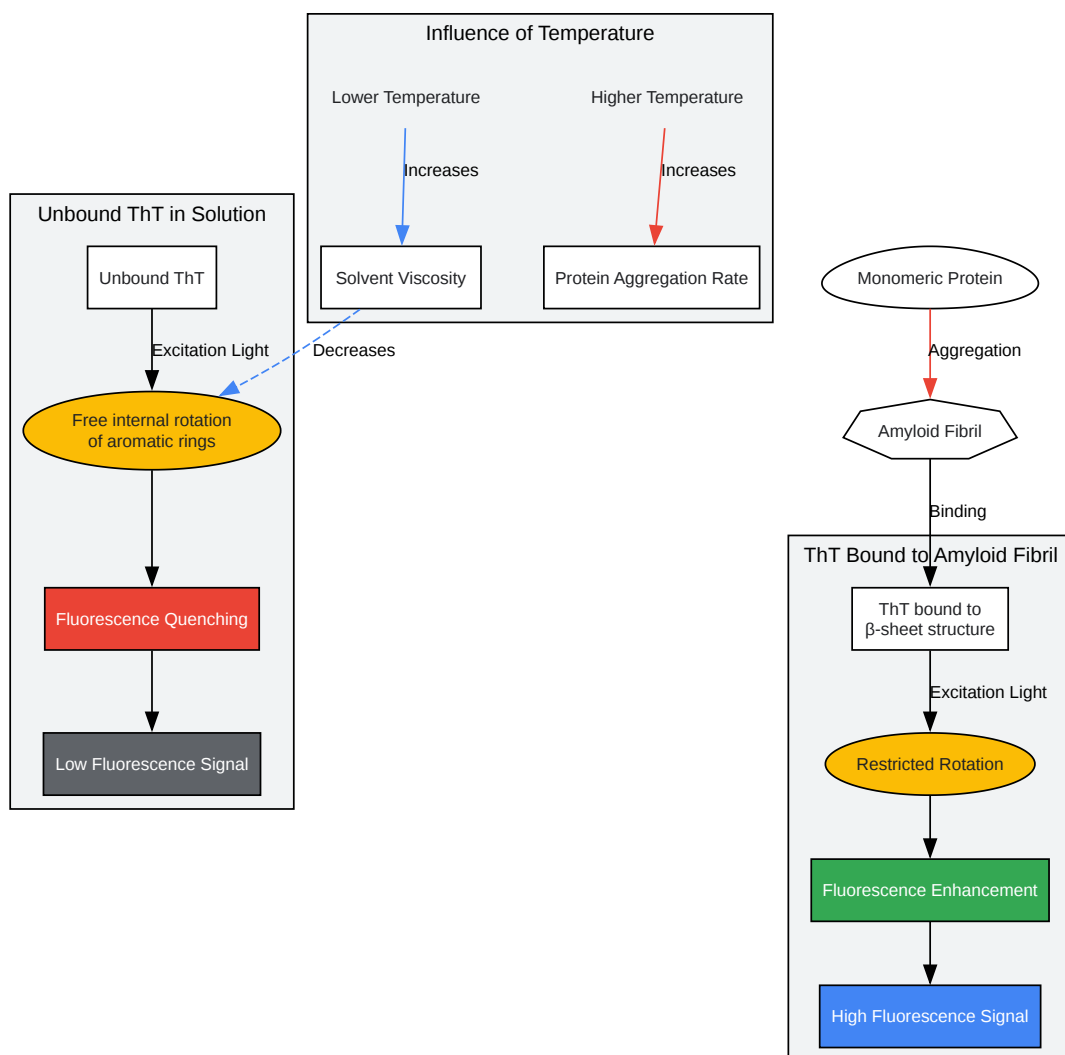 Influence of Temperature
Lower Temperature
Higher Temperature
Increases
Increases
Solvent Viscosity
Protein Aggregation Rate
Decreases
Unbound ThT in Solution
Unbound ThT
Excitation Light
Free internal rotation
of aromatic rings
Fluorescence Quenching
Low Fluorescence Signal
Monomeric Protein
Aggregation
Amyloid Fibril
Binding
ThT Bound to Amyloid Fibril
ThT bound to
β-sheet structure
Excitation Light
Restricted Rotation
Fluorescence Enhancement
High Fluorescence Signal